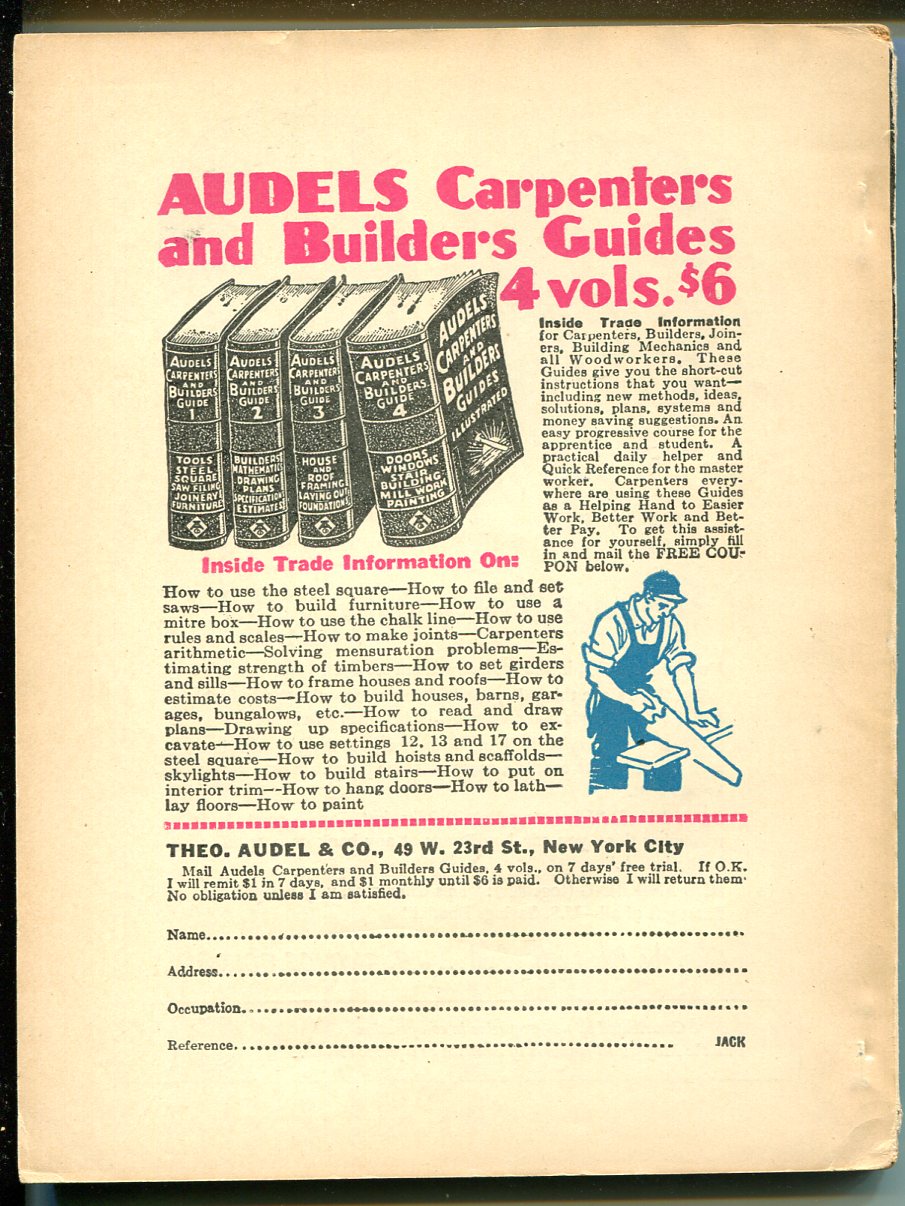 AUDELS Carpenters
and Builders Guides
4 vols. $6
AUDELS
CARPENTERS
AND
BUILDERS
GUIDE
1
TOOLS
STEEL
SQUARE
SAW FILING
JOINERY
FURNITURE
AUDELS
CARPENTERS
AND
BUILDERS
GUIDE
2
BUILDERS
MATHEMATICS
DRAWING
PLANS
SPECIFICATIONS
ESTIMATES
AUDELS
CARPENTERS
AND
BUILDERS
GUIDE
3
HOUSE
AND
ROOF
FRAMING
LAYING OUT
FOUNDATIONS
AUDELS
CARPENTERS
AND
BUILDERS
GUIDE
4
DOORS
WINDOWS
STAIR
BUILDING
MILL WORK
PAINTING
AUDELS
CARPENTERS
AND
BUILDERS
GUIDES
ILLUSTRATED
Inside Trade Information
for Carpenters, Builders, Join-
ers, Building Mechanics and
all Woodworkers. These
Guides give you the short-cut
instructions that you want—
including new methods, ideas,
solutions, plans, systems and
money saving suggestions. An
easy progressive course for the
apprentice and student. A
practical daily helper and
Quick Reference for the master
worker. Carpenters every-
where are using these Guides
as a Helping Hand to Easier
Work, Better Work and Bet-
ter Pay. To get this assist-
ance for yourself, simply fill
in and mail the FREE COU-
PON below.
Inside Trade Information On:
How to use the steel square—How to file and set
saws—How to build furniture—How to use a
mitre box—How to use the chalk line—How to use
rules and scales—How to make joints—Carpenters
arithmetic—Solving mensuration problems—Es-
timating strength of timbers—How to set girders
and sills—How to frame houses and roofs—How to
estimate costs—How to build houses, barns, gar-
ages, bungalows, etc.—How to read and draw
plans—Drawing up specifications—How to ex-
cavate—How to use settings 12, 13 and 17 on the
steel square—How to build hoists and scaffolds—
skylights—How to build stairs—How to put on
interior trim—How to hang doors—How to lath—
lay floors—How to paint
THEO. AUDEL & CO., 49 W. 23rd St., New York City
Mail Audels Carpenters and Builders Guides, 4 vols., on 7 days' free trial. If O.K.
I will remit $1 in 7 days, and $1 monthly until $6 is paid. Otherwise I will return them.
No obligation unless I am satisfied.
Name
Address
Occupation
Reference JACK